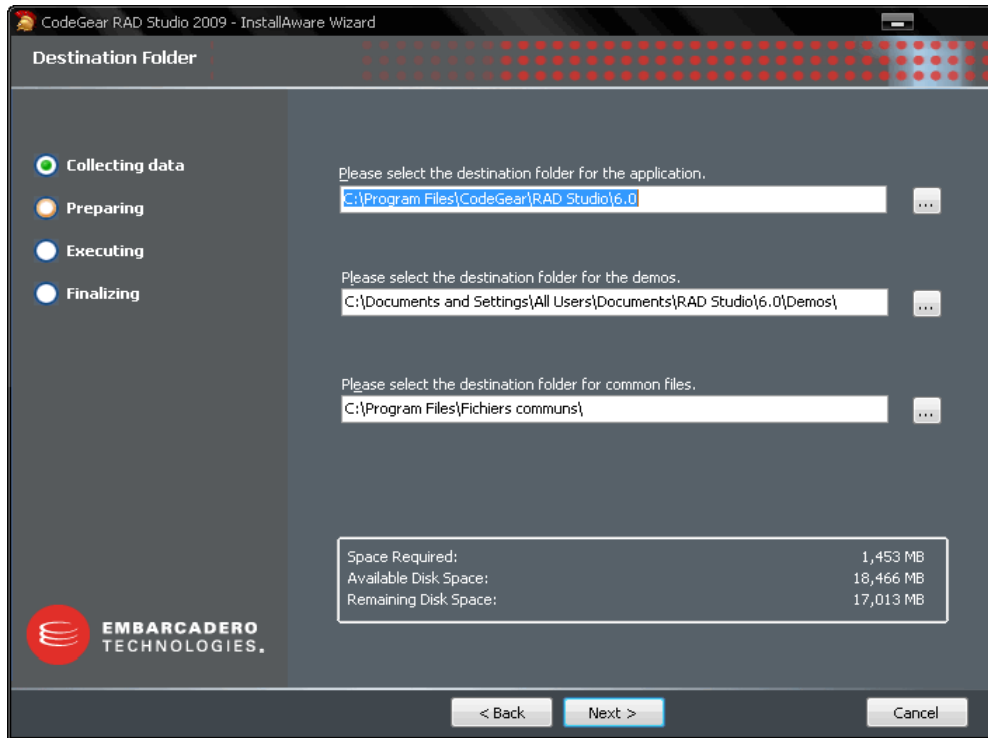 CodeGear RAD Studio 2009 - InstallAware Wizard
Destination Folder
Collecting data
Preparing
Executing
Finalizing
Please select the destination folder for the application.
C:\Program Files\CodeGear\RAD Studio\6.0
...
Please select the destination folder for the demos.
C:\Documents and Settings\All Users\Documents\RAD Studio\6.0\Demos\
...
Please select the destination folder for common files.
C:\Program Files\Fichiers communs\
...
Space Required: 1,453 MB
Available Disk Space: 18,466 MB
Remaining Disk Space: 17,013 MB
EMBARCADERO
TECHNOLOGIES.
< Back Next > Cancel